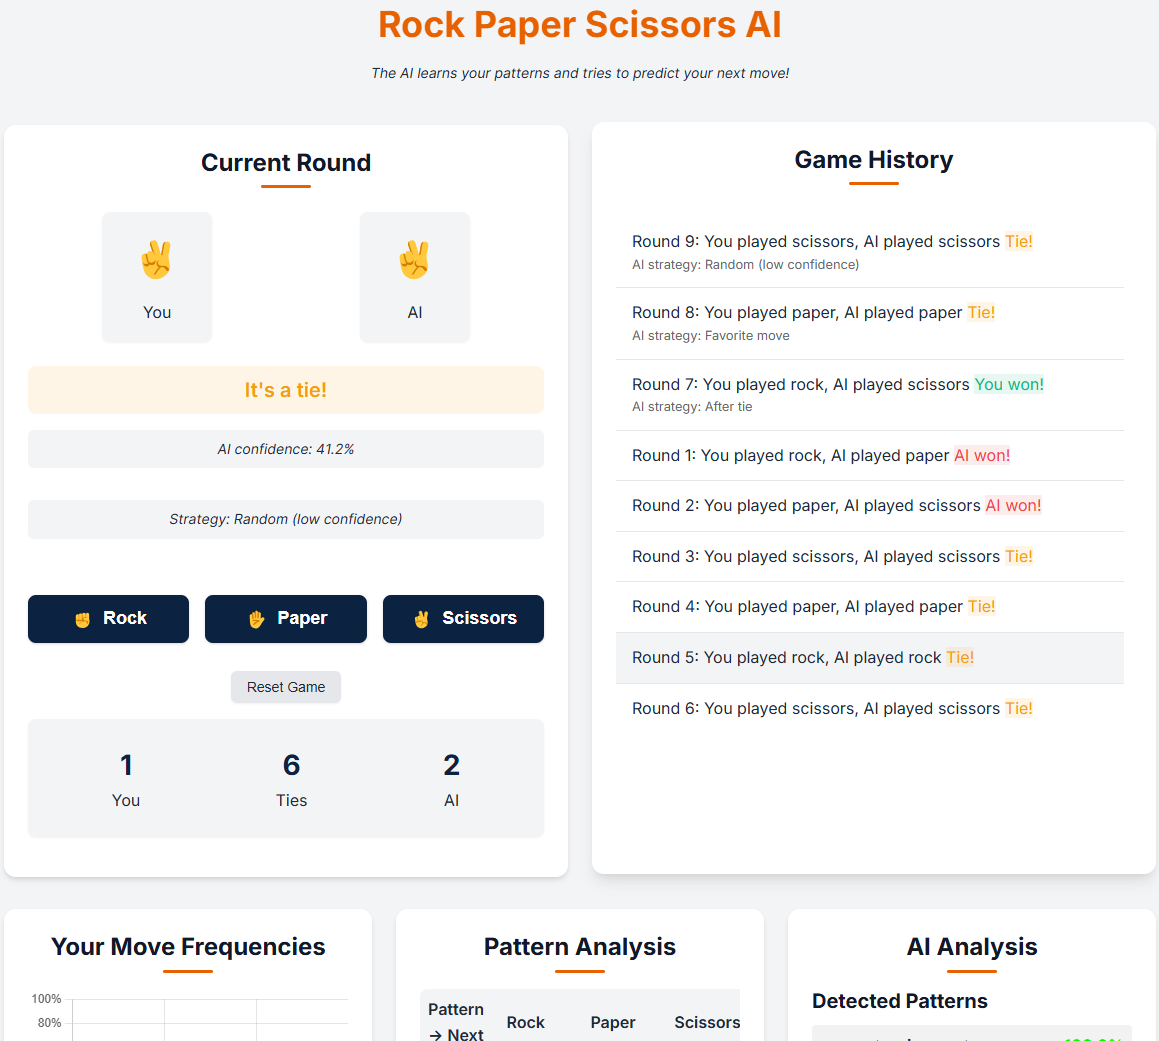 Rock Paper Scissors AI
The AI learns your patterns and tries to predict your next move!
Current Round
You
AI
It's a tie!
AI confidence: 41.2%
Strategy: Random (low confidence)
Rock
Paper
Scissors
Reset Game
1
6
2
You
Ties
AI
Game History
Round 9: You played scissors, AI played scissors Tie!
AI strategy: Random (low confidence)
Round 8: You played paper, AI played paper Tie!
AI strategy: Favorite move
Round 7: You played rock, AI played scissors You won!
AI strategy: After tie
Round 1: You played rock, AI played paper AI won!
Round 2: You played paper, AI played scissors AI won!
Round 3: You played scissors, AI played scissors Tie!
Round 4: You played paper, AI played paper Tie!
Round 5: You played rock, AI played rock Tie!
Round 6: You played scissors, AI played scissors Tie!
Your Move Frequencies
100%
80%
Pattern Analysis
Pattern
→ Next
Rock
Paper
Scissors
AI Analysis
Detected Patterns